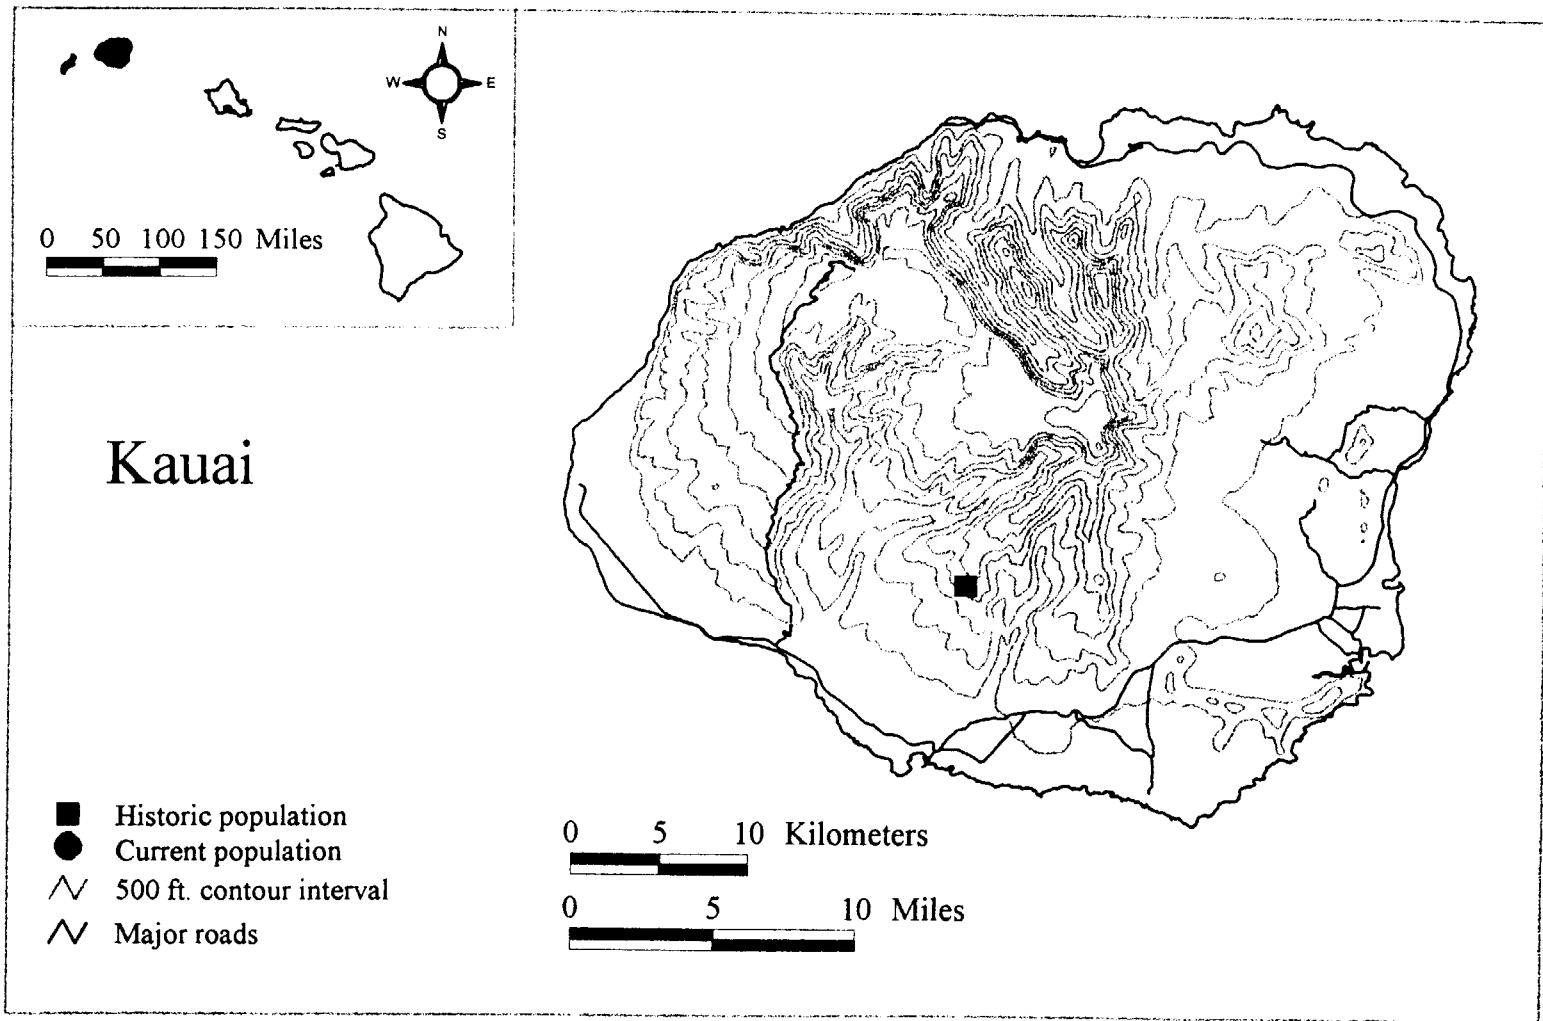 N
W E
S
0 50 100 150 Miles
Kauai
Historic population
Current population
500 ft. contour interval
Major roads
0 5 10 Kilometers
0 5 10 Miles